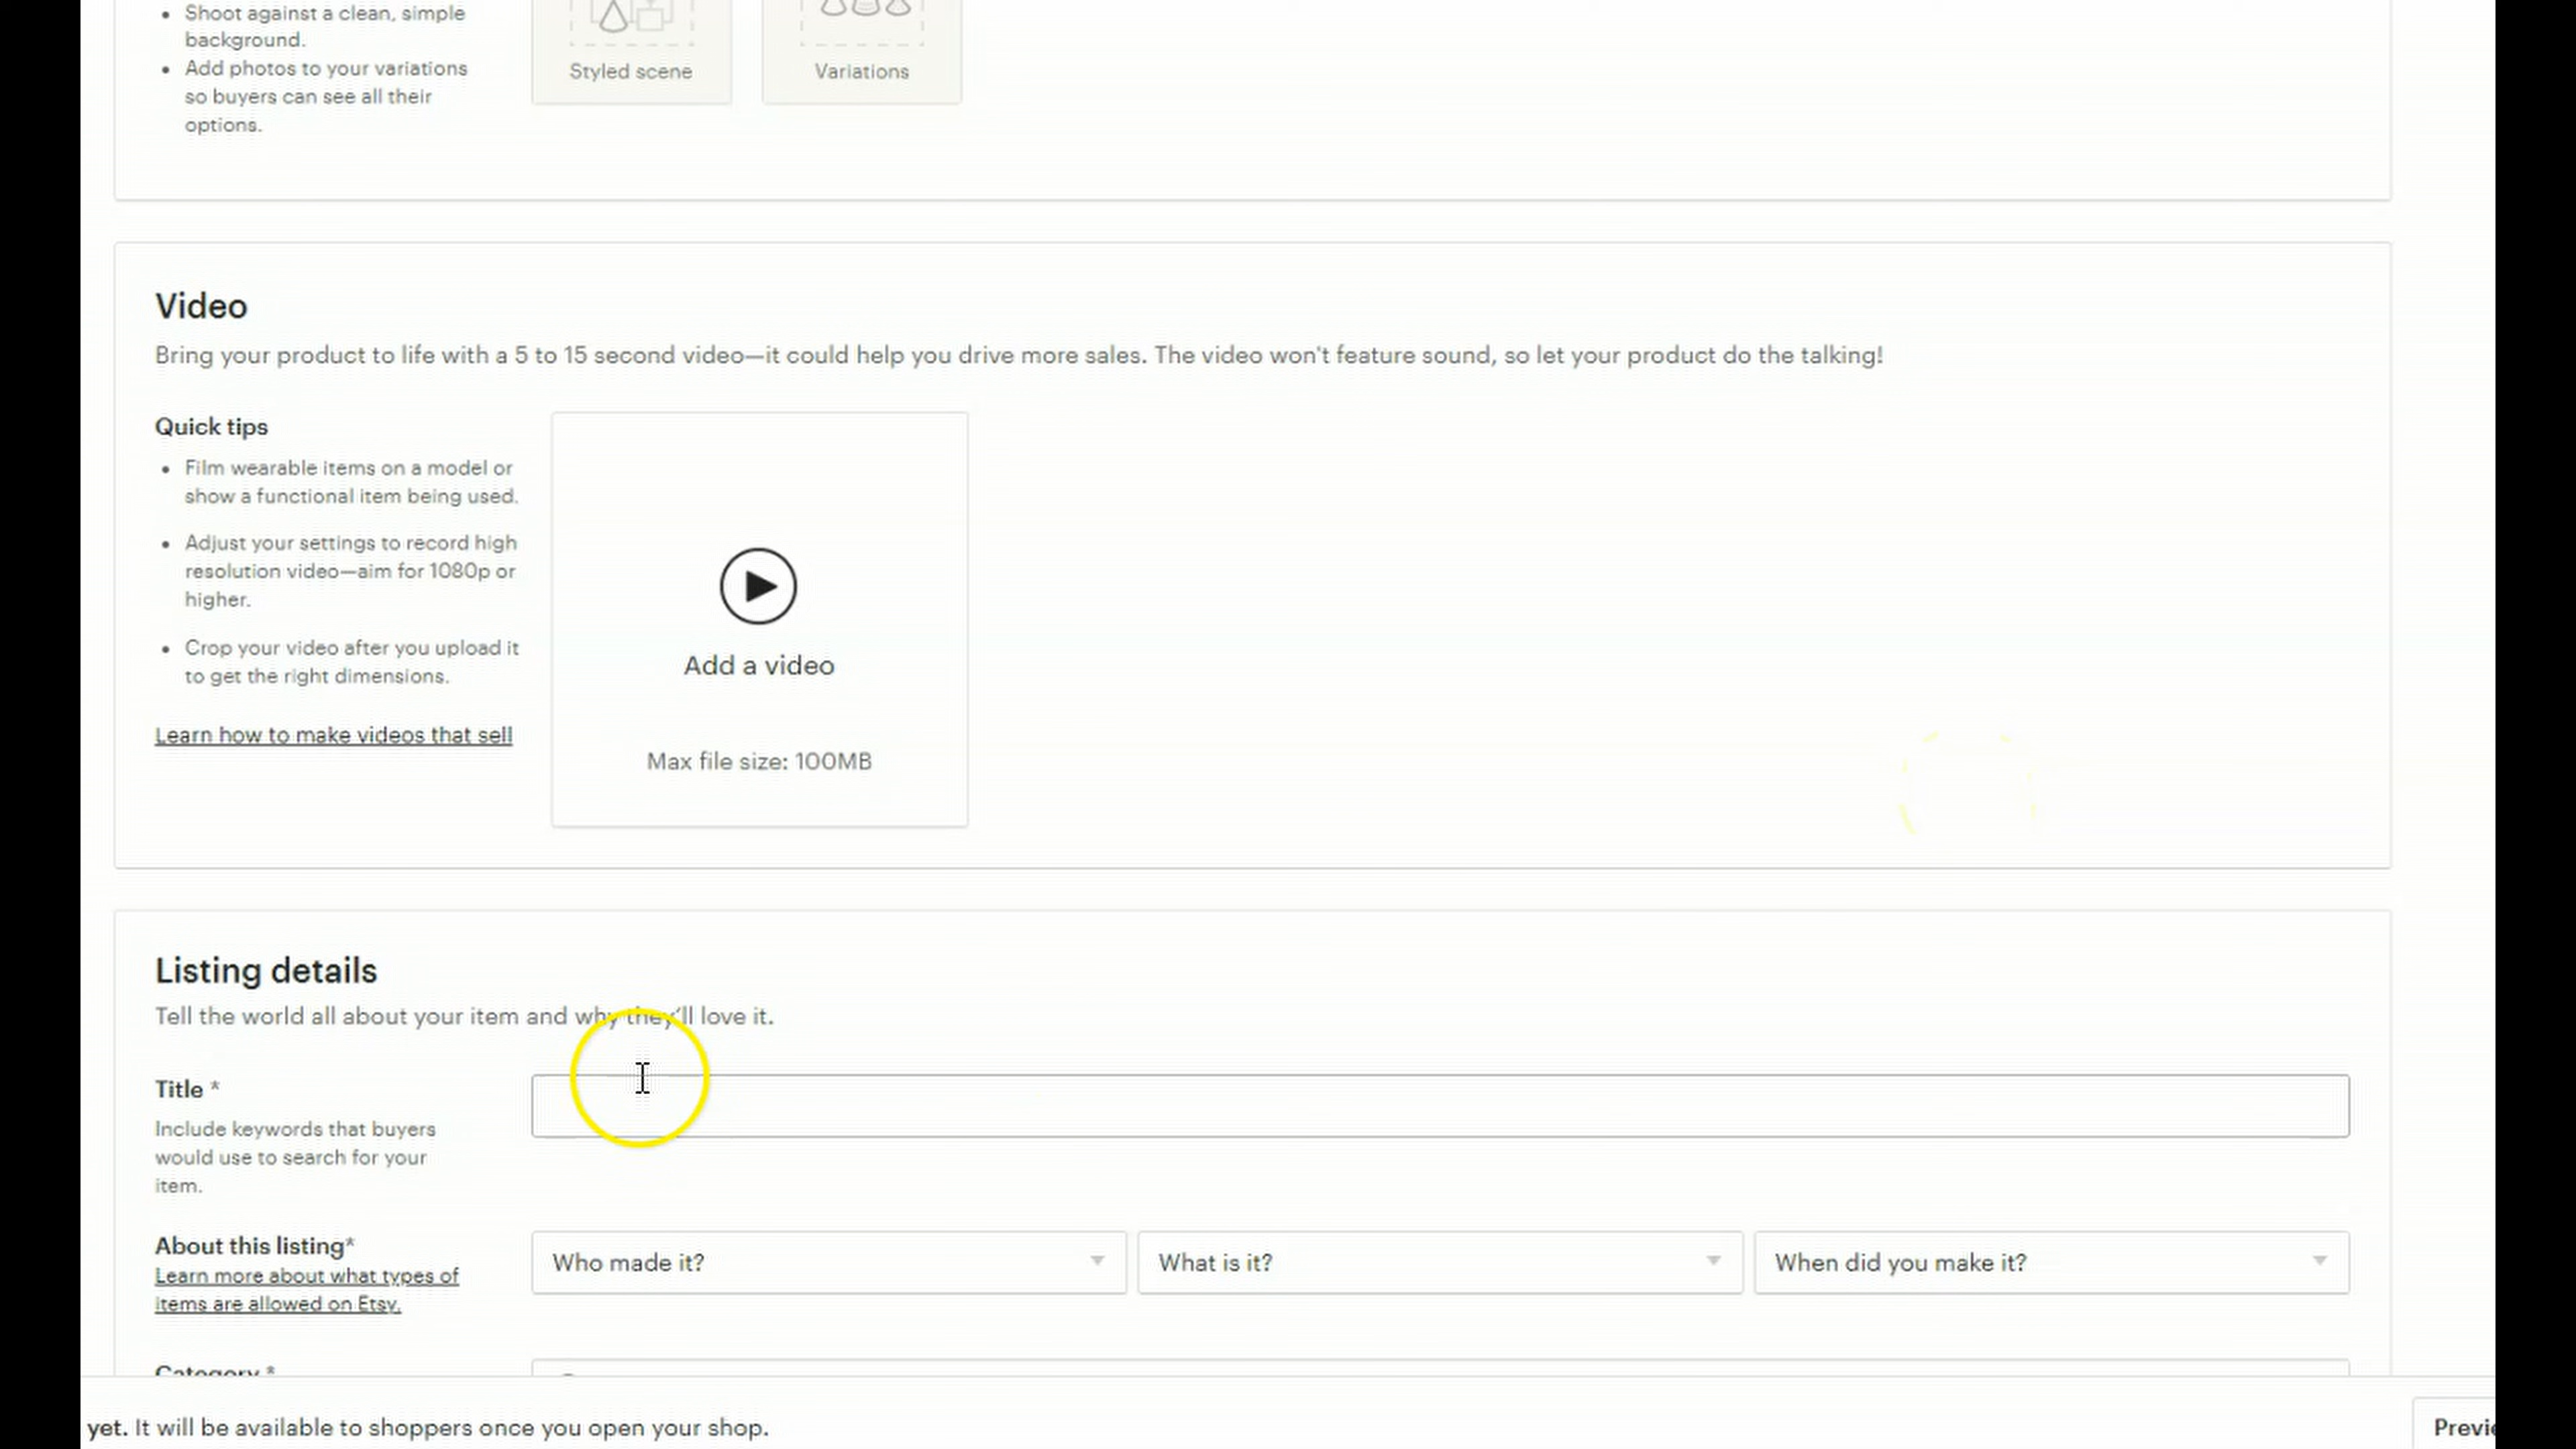 Shoot against a clean, simple
background.
Add photos to your variations
so buyers can see all their
options.
Styled scene
Variations
Video
Bring your product to life with a 5 to 15 second video—it could help you drive more sales. The video won't feature sound, so let your product do the talking!
Quick tips
Film wearable items on a model or
show a functional item being used.
Adjust your settings to record high
resolution video—aim for 1080p or
higher.
Crop your video after you upload it
to get the right dimensions.
Learn how to make videos that sell
Add a video
Max file size: 100MB
Listing details
Tell the world all about your item and why they'll love it.
Title *
Include keywords that buyers
would use to search for your
item.
About this listing*
Learn more about what types of
items are allowed on Etsy.
Who made it?
What is it?
When did you make it?
Category *
yet. It will be available to shoppers once you open your shop.
Previ